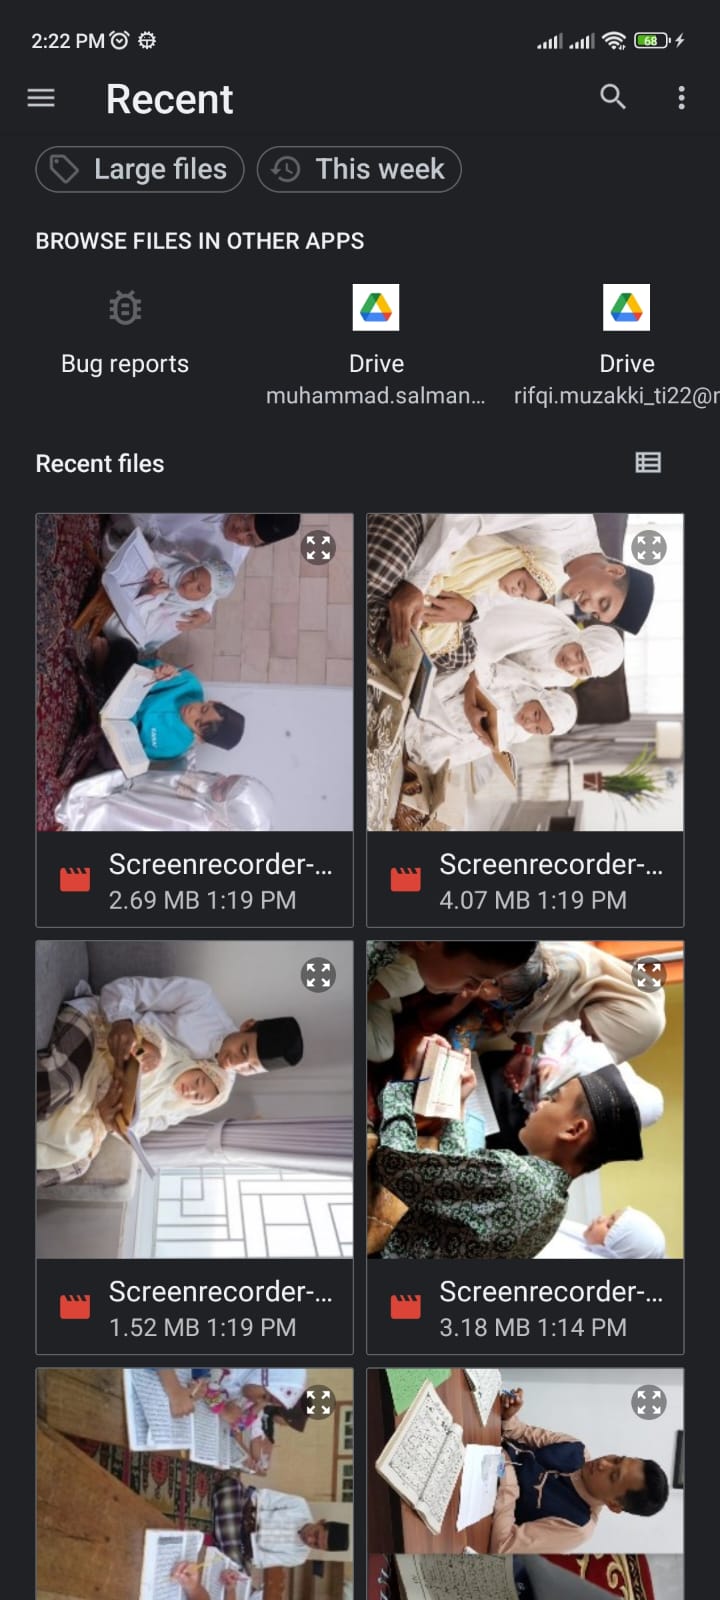 2:22 PM
68
Recent
Large files
This week
BROWSE FILES IN OTHER APPS
Bug reports
Drive
muhammad.salman...
Drive
rifqi.muzakki_ti22@
Recent files
Screenrecorder-...
2.69 MB 1:19 PM
Screenrecorder-...
4.07 MB 1:19 PM
Screenrecorder-...
1.52 MB 1:19 PM
Screenrecorder-...
3.18 MB 1:14 PM